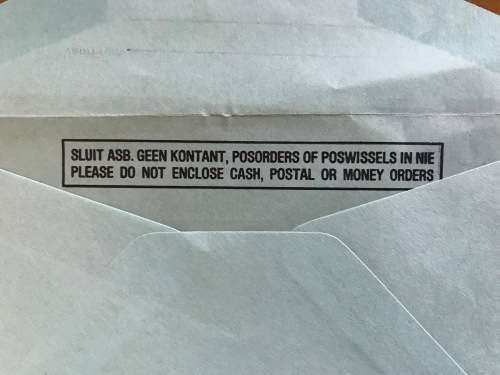 SLUIT ASB. GEEN KONTANT, POSORDERS OF POSWISSELS IN NIE
PLEASE DO NOT ENCLOSE CASH, POSTAL OR MONEY ORDERS